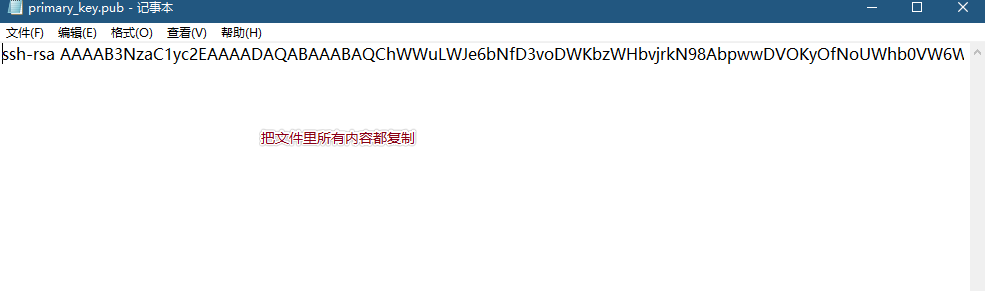 primary_key.pub - 记事本
文件(F) 编辑(E) 格式(O) 查看(V) 帮助(H)
ssh-rsa AAAAB3NzaC1yc2EAAAADAQABAAABAQChWWuLWJe6bNfD3voDWKbzWHbvjrkN98AbpwwDVOKyOfNoUWhb0VW6W
把文件里所有内容都复制